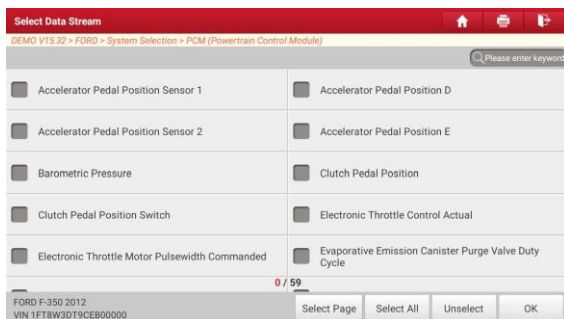 Select Data Stream
DEMO V15.32 > FORD > System Selection > PCM (Powertrain Control Module)
Please enter keyword
Accelerator Pedal Position Sensor 1
Accelerator Pedal Position D
Accelerator Pedal Position Sensor 2
Accelerator Pedal Position E
Barometric Pressure
Clutch Pedal Position
Clutch Pedal Position Switch
Electronic Throttle Control Actual
Electronic Throttle Motor Pulsewidth Commanded
Evaporative Emission Canister Purge Valve Duty
Cycle
0 / 59
FORD F-350 2012
VIN 1FT8W3DT9CEB00000
Select Page
Select All
Unselect
OK